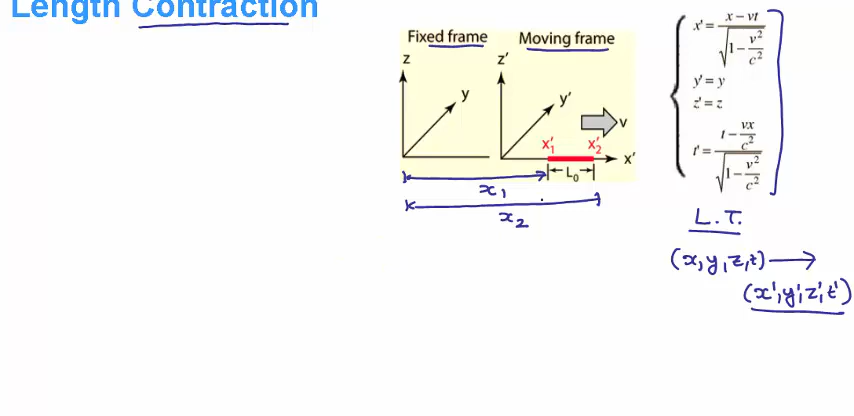 Length Contraction
Fixed frame
Moving frame
z
y
z'
y'
v
x'₁
x'₂
x'
L₀
x₁
x₂
x' = (x − vt) / √(1 − v²/c²)
y' = y
z' = z
t' = (t − vx/c²) / √(1 − v²/c²)
L.T.
(x, y, z, t) ⟶
(x', y', z', t')